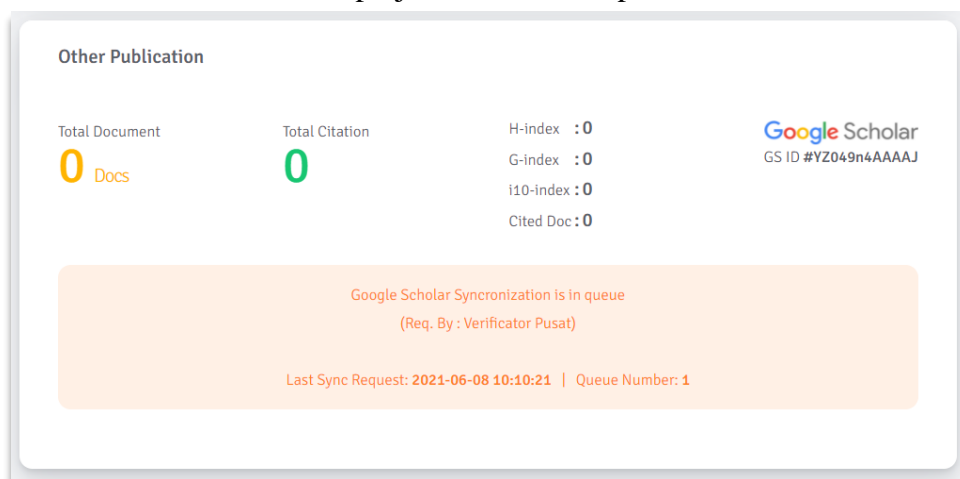 Other Publication
Total Document
0 Docs
Total Citation
0
H-index : 0
G-index : 0
i10-index : 0
Cited Doc : 0
Google Scholar
GS ID #YZ049n4AAAAJ
Google Scholar Syncronization is in queue
(Req. By : Verificator Pusat)
Last Sync Request: 2021-06-08 10:10:21 | Queue Number: 1